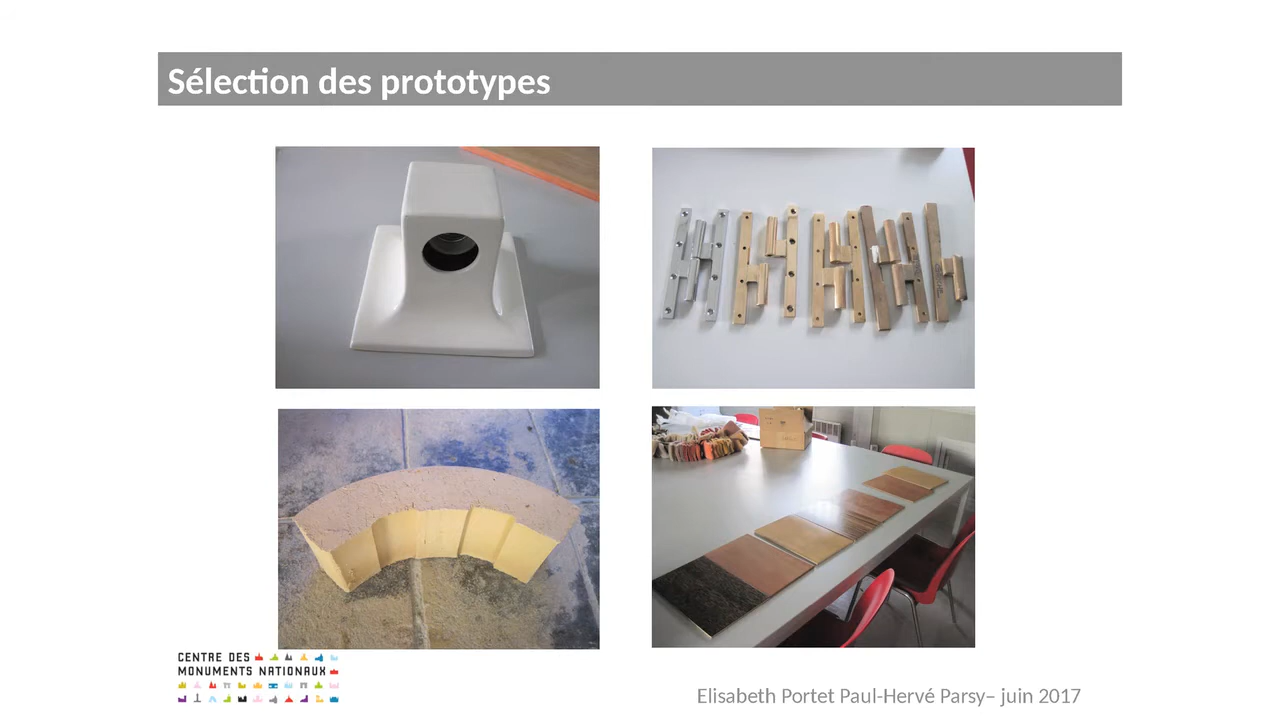 Sélection des prototypes
CENTRE DES
MONUMENTS NATIONAUX
Elisabeth Portet Paul-Hervé Parsy– juin 2017